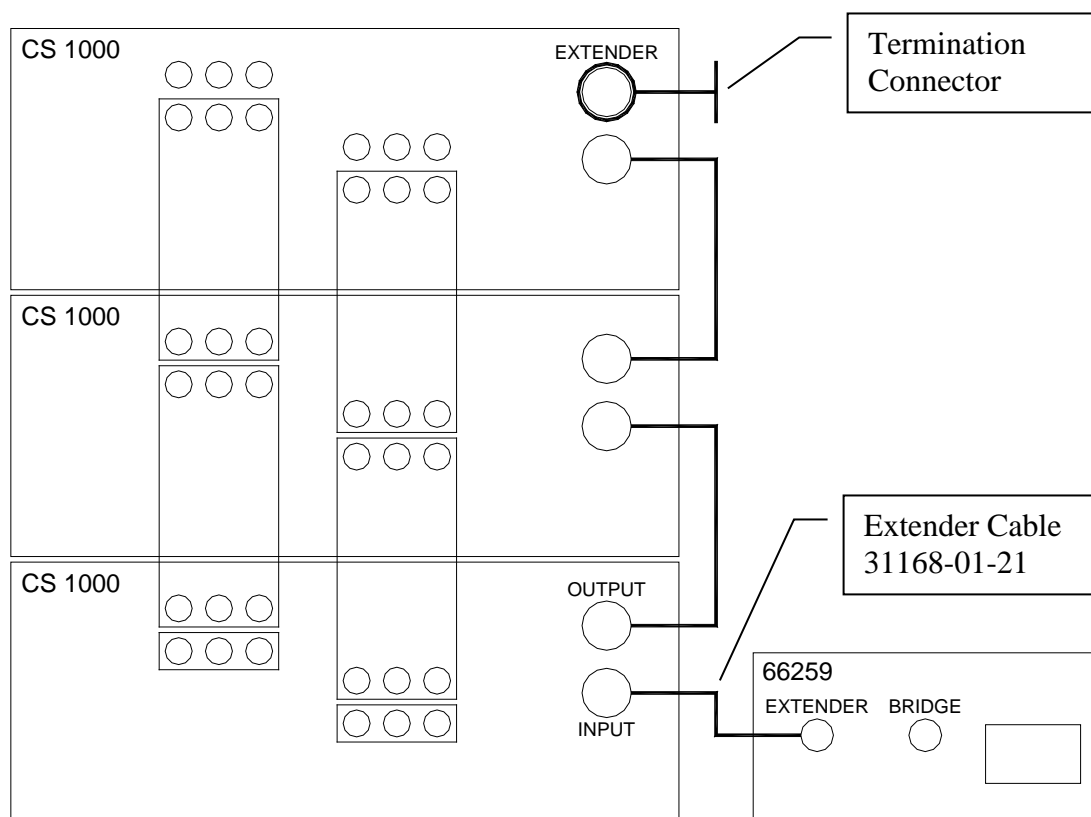 CS 1000
EXTENDER
Termination
Connector
CS 1000
Extender Cable
31168-01-21
CS 1000
OUTPUT
INPUT
66259
EXTENDER BRIDGE